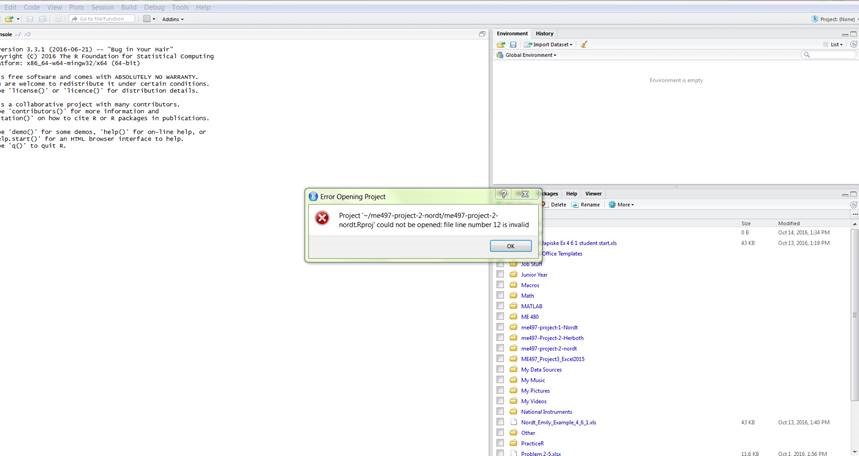 Edit Code View Plots Session Build Debug Tools Help
Go to file/function
Addins
Project: (None)
nsole ~/
version 3.3.1 (2016-06-21) -- "Bug in Your Hair"
pyright (C) 2016 The R Foundation for Statistical Computing
atform: x86_64-w64-mingw32/x64 (64-bit)
s free software and comes with ABSOLUTELY NO WARRANTY.
are welcome to redistribute it under certain conditions.
e 'license()' or 'licence()' for distribution details.
s a collaborative project with many contributors.
e 'contributors()' for more information and
tation()' on how to cite R or R packages in publications.
e 'demo()' for some demos, 'help()' for on-line help, or
elp.start()' for an HTML browser interface to help.
e 'q()' to quit R.
Environment History
Import Dataset
List
Global Environment
Environment is empty
Error Opening Project
Project '~/me497-project-2-nordt/me497-project-2-
nordt.Rproj' could not be opened: file line number 12 is invalid
OK
ckages Help Viewer
Delete Rename More
Size Modified
0 B Oct 14, 2016, 1:34 PM
apiske Ex 4 6 1 student start.xls 43 KB Oct 13, 2016, 1:19 PM
Office Templates
Job Stuff
Junior Year
Macros
Math
MATLAB
ME 480
me497-project-1-Nordt
me497-Project-2-Herboth
me497-project-2-nordt
ME497_Project3_Excel2015
My Data Sources
My Music
My Pictures
My Videos
National Instruments
Nordt_Emily_Example_4_6_1.xls 43 KB Oct 13, 2016, 1:40 PM
Other
PracticeR
Problem 2-5.xlsx 11.6 KB Oct 1, 2016, 2:56 PM